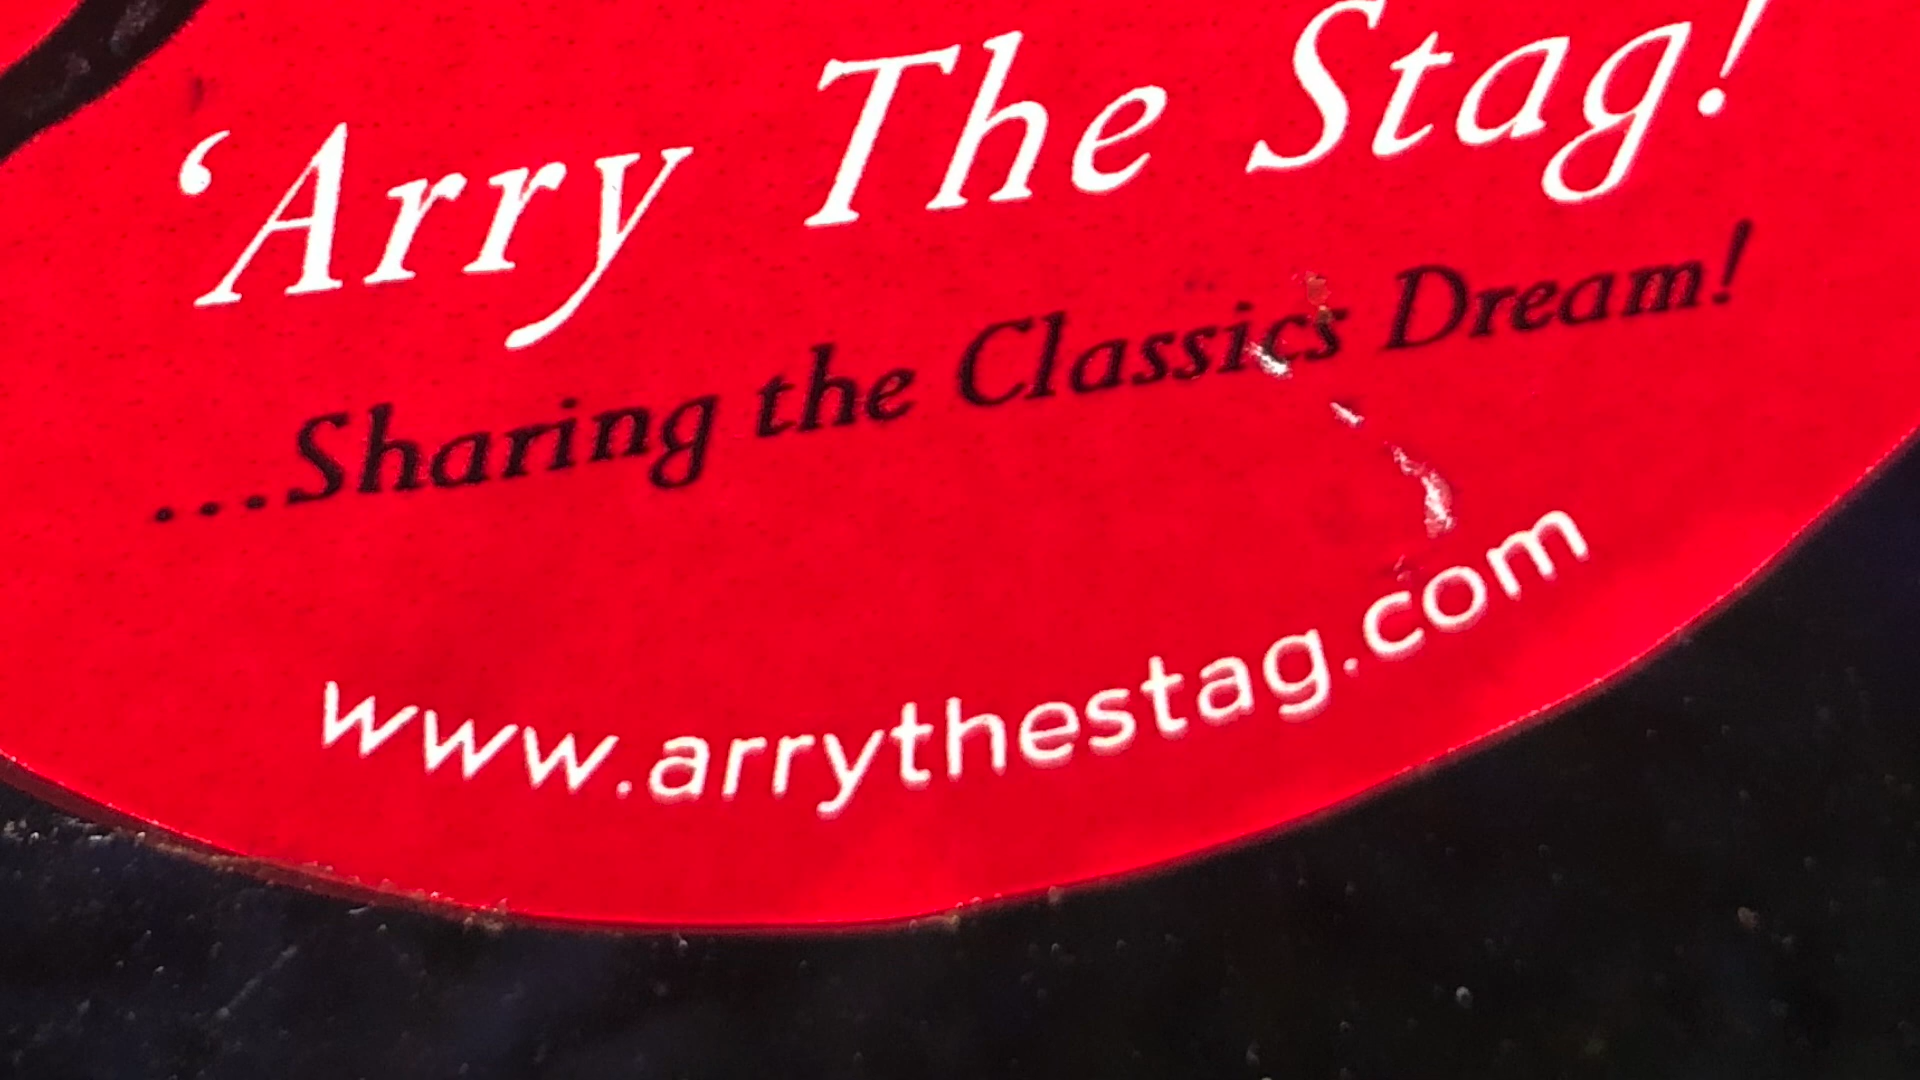 ‘Arry The Stag!
...Sharing the Classics Dream!
www.arrythestag.com